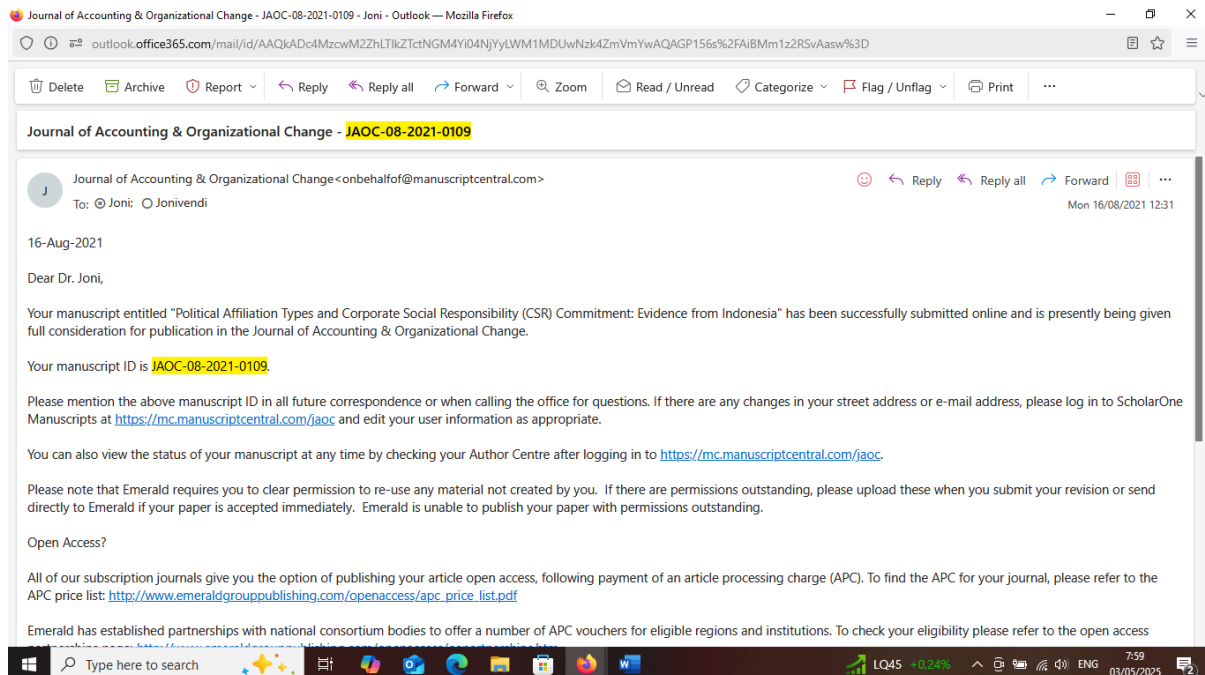 Journal of Accounting & Organizational Change - JAOC-08-2021-0109 - Joni - Outlook — Mozilla Firefox
outlook.office365.com/mail/id/AAQkADc4MzcwM2ZhLTlkZTctNGM4Yi04NjYyLWM1MDUwNzk4ZmVmYwAQAGP156s%2FAiBMm1z2RSvAasw%3D
Delete Archive Report Reply Reply all Forward Zoom Read / Unread Categorize Flag / Unflag Print ...
Journal of Accounting & Organizational Change - JAOC-08-2021-0109
J
Journal of Accounting & Organizational Change<onbehalfof@manuscriptcentral.com>
Reply Reply all Forward ...
To: Joni; Jonivendi
Mon 16/08/2021 12:31
16-Aug-2021
Dear Dr. Joni,
Your manuscript entitled "Political Affiliation Types and Corporate Social Responsibility (CSR) Commitment: Evidence from Indonesia" has been successfully submitted online and is presently being given
full consideration for publication in the Journal of Accounting & Organizational Change.
Your manuscript ID is JAOC-08-2021-0109.
Please mention the above manuscript ID in all future correspondence or when calling the office for questions. If there are any changes in your street address or e-mail address, please log in to ScholarOne
Manuscripts at https://mc.manuscriptcentral.com/jaoc and edit your user information as appropriate.
You can also view the status of your manuscript at any time by checking your Author Centre after logging in to https://mc.manuscriptcentral.com/jaoc.
Please note that Emerald requires you to clear permission to re-use any material not created by you. If there are permissions outstanding, please upload these when you submit your revision or send
directly to Emerald if your paper is accepted immediately. Emerald is unable to publish your paper with permissions outstanding.
Open Access?
All of our subscription journals give you the option of publishing your article open access, following payment of an article processing charge (APC). To find the APC for your journal, please refer to the
APC price list: http://www.emeraldgrouppublishing.com/openaccess/apc_price_list.pdf
Emerald has established partnerships with national consortium bodies to offer a number of APC vouchers for eligible regions and institutions. To check your eligibility please refer to the open access
Type here to search
LQ45 +0,24%
ENG
7:59
03/05/2025
2